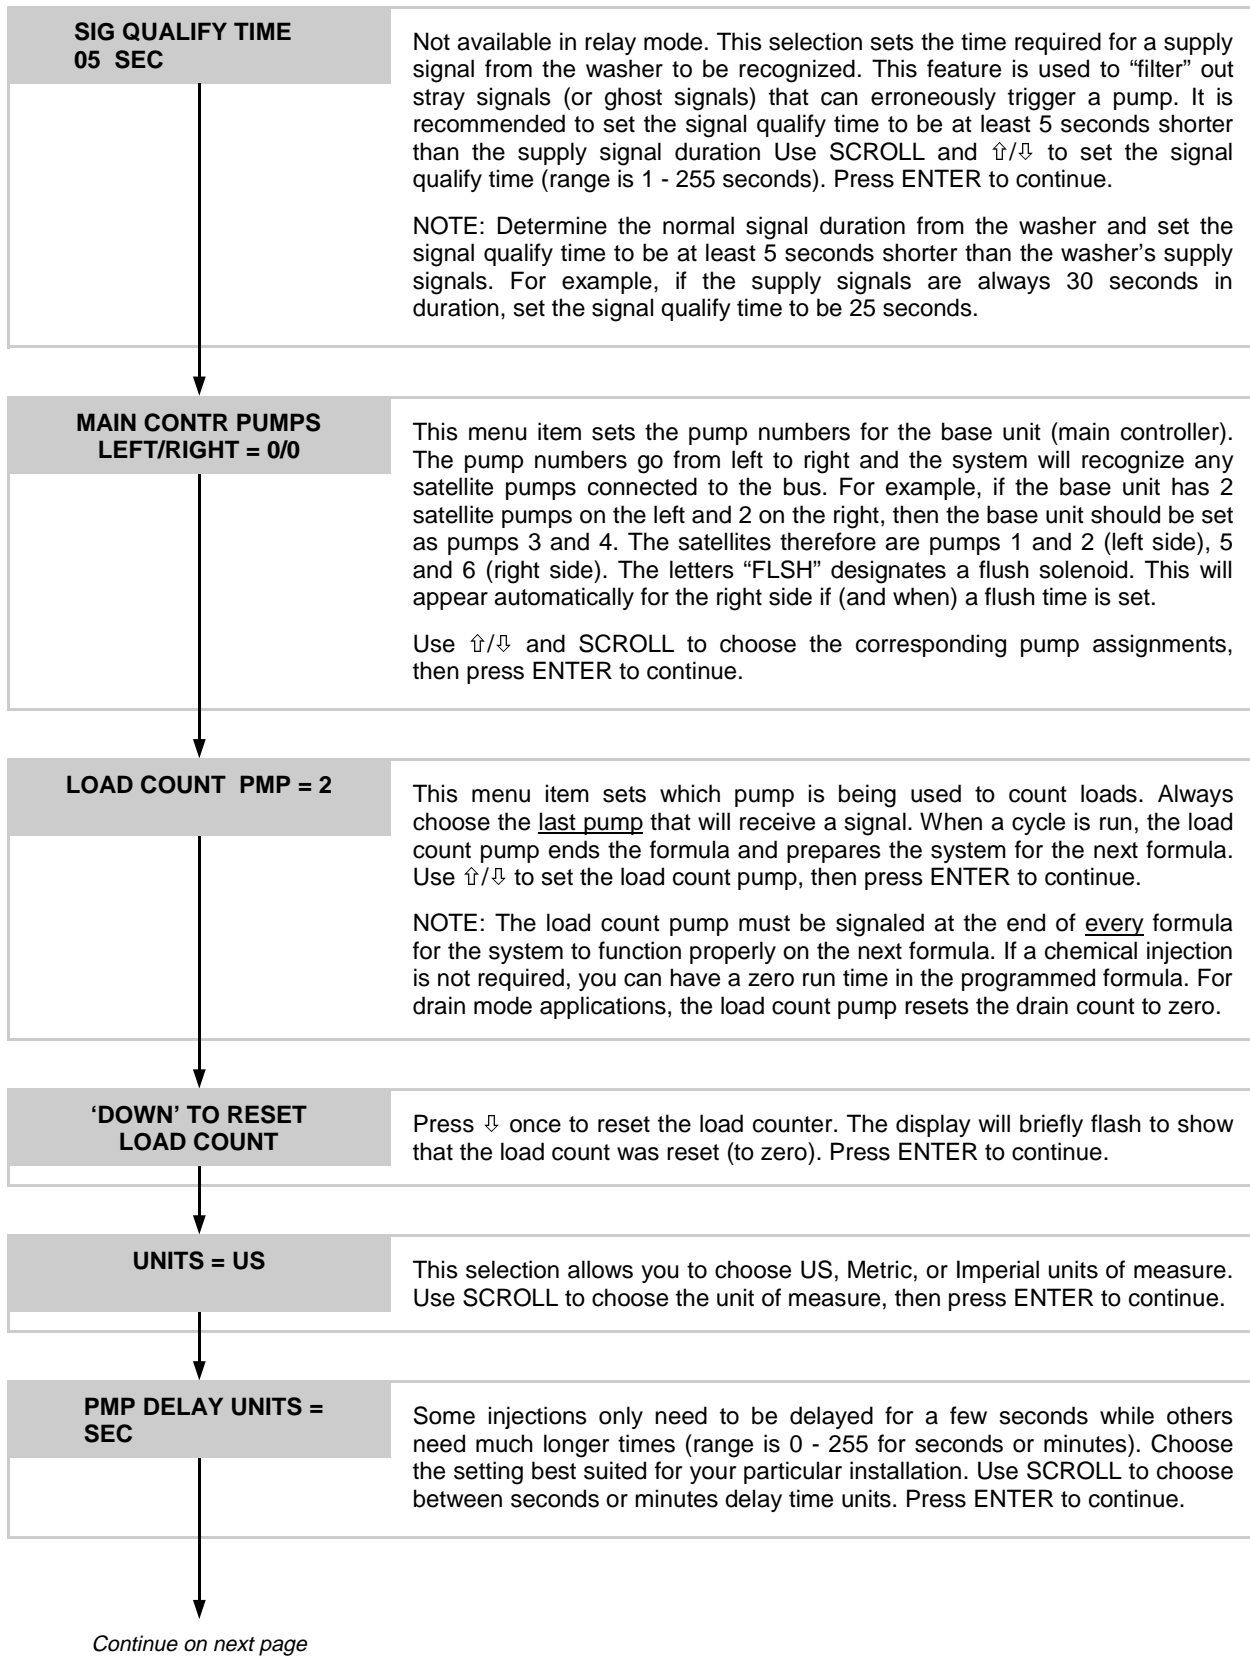 SIG QUALIFY TIME
05 SEC
Not available in relay mode. This selection sets the time required for a supply
signal from the washer to be recognized. This feature is used to “filter” out
stray signals (or ghost signals) that can erroneously trigger a pump. It is
recommended to set the signal qualify time to be at least 5 seconds shorter
than the supply signal duration Use SCROLL and ⇧/⇩ to set the signal
qualify time (range is 1 - 255 seconds). Press ENTER to continue.
NOTE: Determine the normal signal duration from the washer and set the
signal qualify time to be at least 5 seconds shorter than the washer’s supply
signals. For example, if the supply signals are always 30 seconds in
duration, set the signal qualify time to be 25 seconds.
MAIN CONTR PUMPS
LEFT/RIGHT = 0/0
This menu item sets the pump numbers for the base unit (main controller).
The pump numbers go from left to right and the system will recognize any
satellite pumps connected to the bus. For example, if the base unit has 2
satellite pumps on the left and 2 on the right, then the base unit should be set
as pumps 3 and 4. The satellites therefore are pumps 1 and 2 (left side), 5
and 6 (right side). The letters “FLSH” designates a flush solenoid. This will
appear automatically for the right side if (and when) a flush time is set.
Use ⇧/⇩ and SCROLL to choose the corresponding pump assignments,
then press ENTER to continue.
LOAD COUNT PMP = 2
This menu item sets which pump is being used to count loads. Always
choose the last pump that will receive a signal. When a cycle is run, the load
count pump ends the formula and prepares the system for the next formula.
Use ⇧/⇩ to set the load count pump, then press ENTER to continue.
NOTE: The load count pump must be signaled at the end of every formula
for the system to function properly on the next formula. If a chemical injection
is not required, you can have a zero run time in the programmed formula. For
drain mode applications, the load count pump resets the drain count to zero.
‘DOWN’ TO RESET
LOAD COUNT
Press ⇩ once to reset the load counter. The display will briefly flash to show
that the load count was reset (to zero). Press ENTER to continue.
UNITS = US
This selection allows you to choose US, Metric, or Imperial units of measure.
Use SCROLL to choose the unit of measure, then press ENTER to continue.
PMP DELAY UNITS =
SEC
Some injections only need to be delayed for a few seconds while others
need much longer times (range is 0 - 255 for seconds or minutes). Choose
the setting best suited for your particular installation. Use SCROLL to choose
between seconds or minutes delay time units. Press ENTER to continue.
Continue on next page